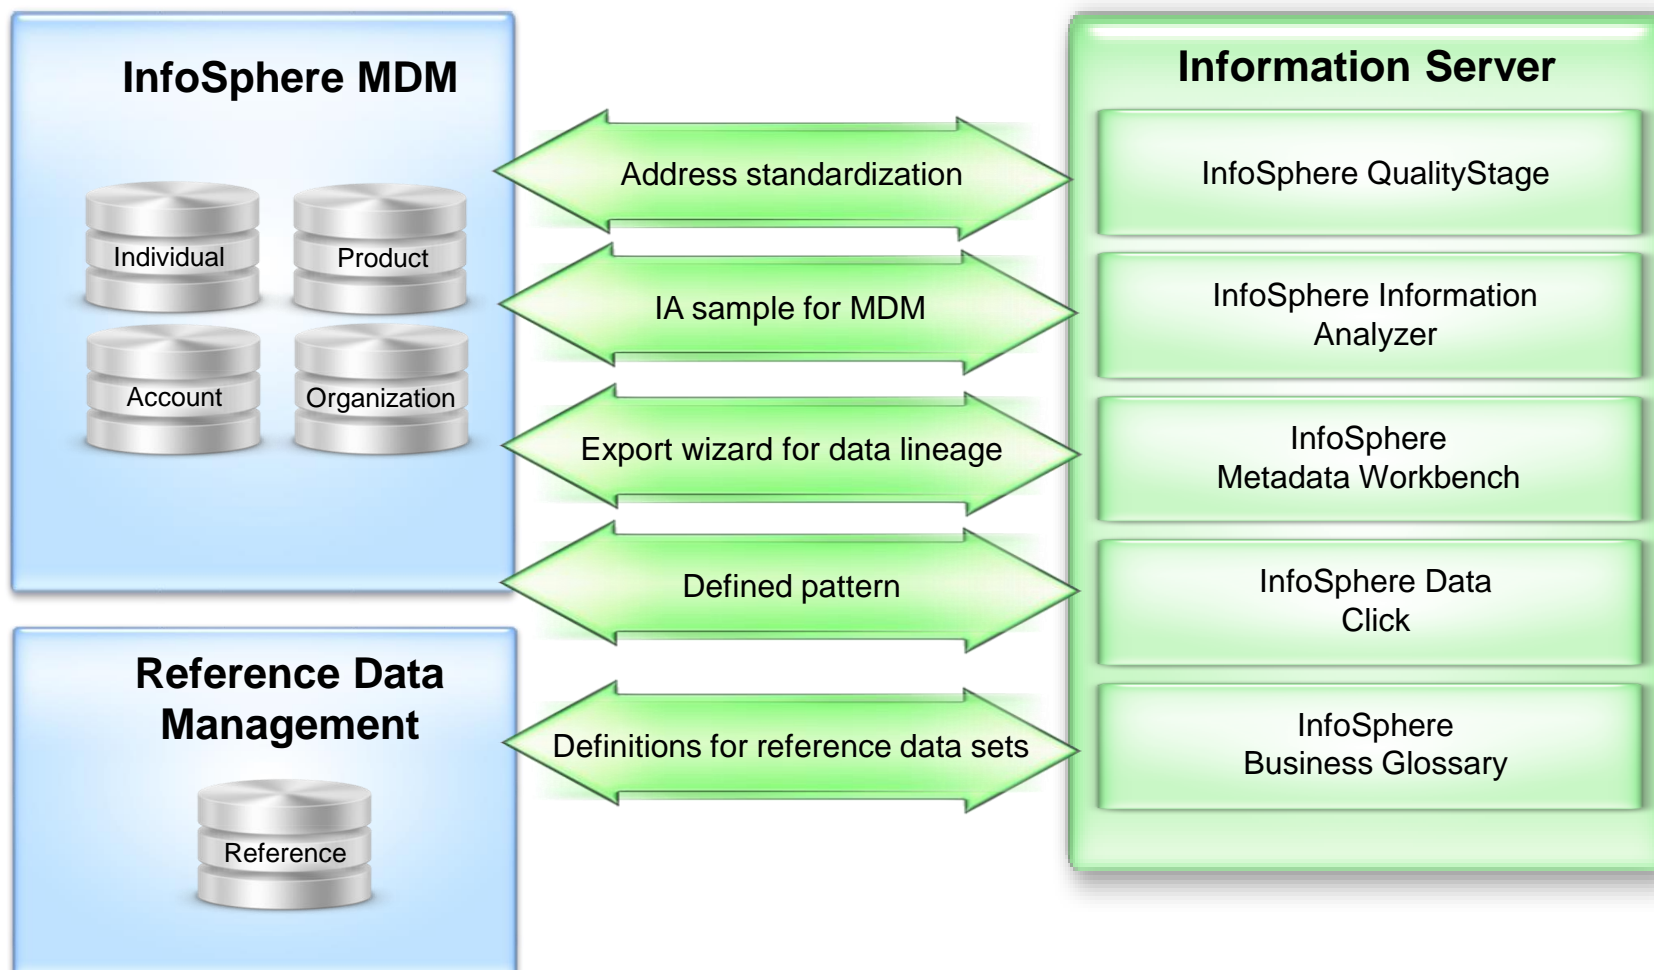 InfoSphere MDM
Individual
Product
Account
Organization
Reference Data
Management
Reference
Address standardization
IA sample for MDM
Export wizard for data lineage
Defined pattern
Definitions for reference data sets
Information Server
InfoSphere QualityStage
InfoSphere Information
Analyzer
InfoSphere
Metadata Workbench
InfoSphere Data
Click
InfoSphere
Business Glossary